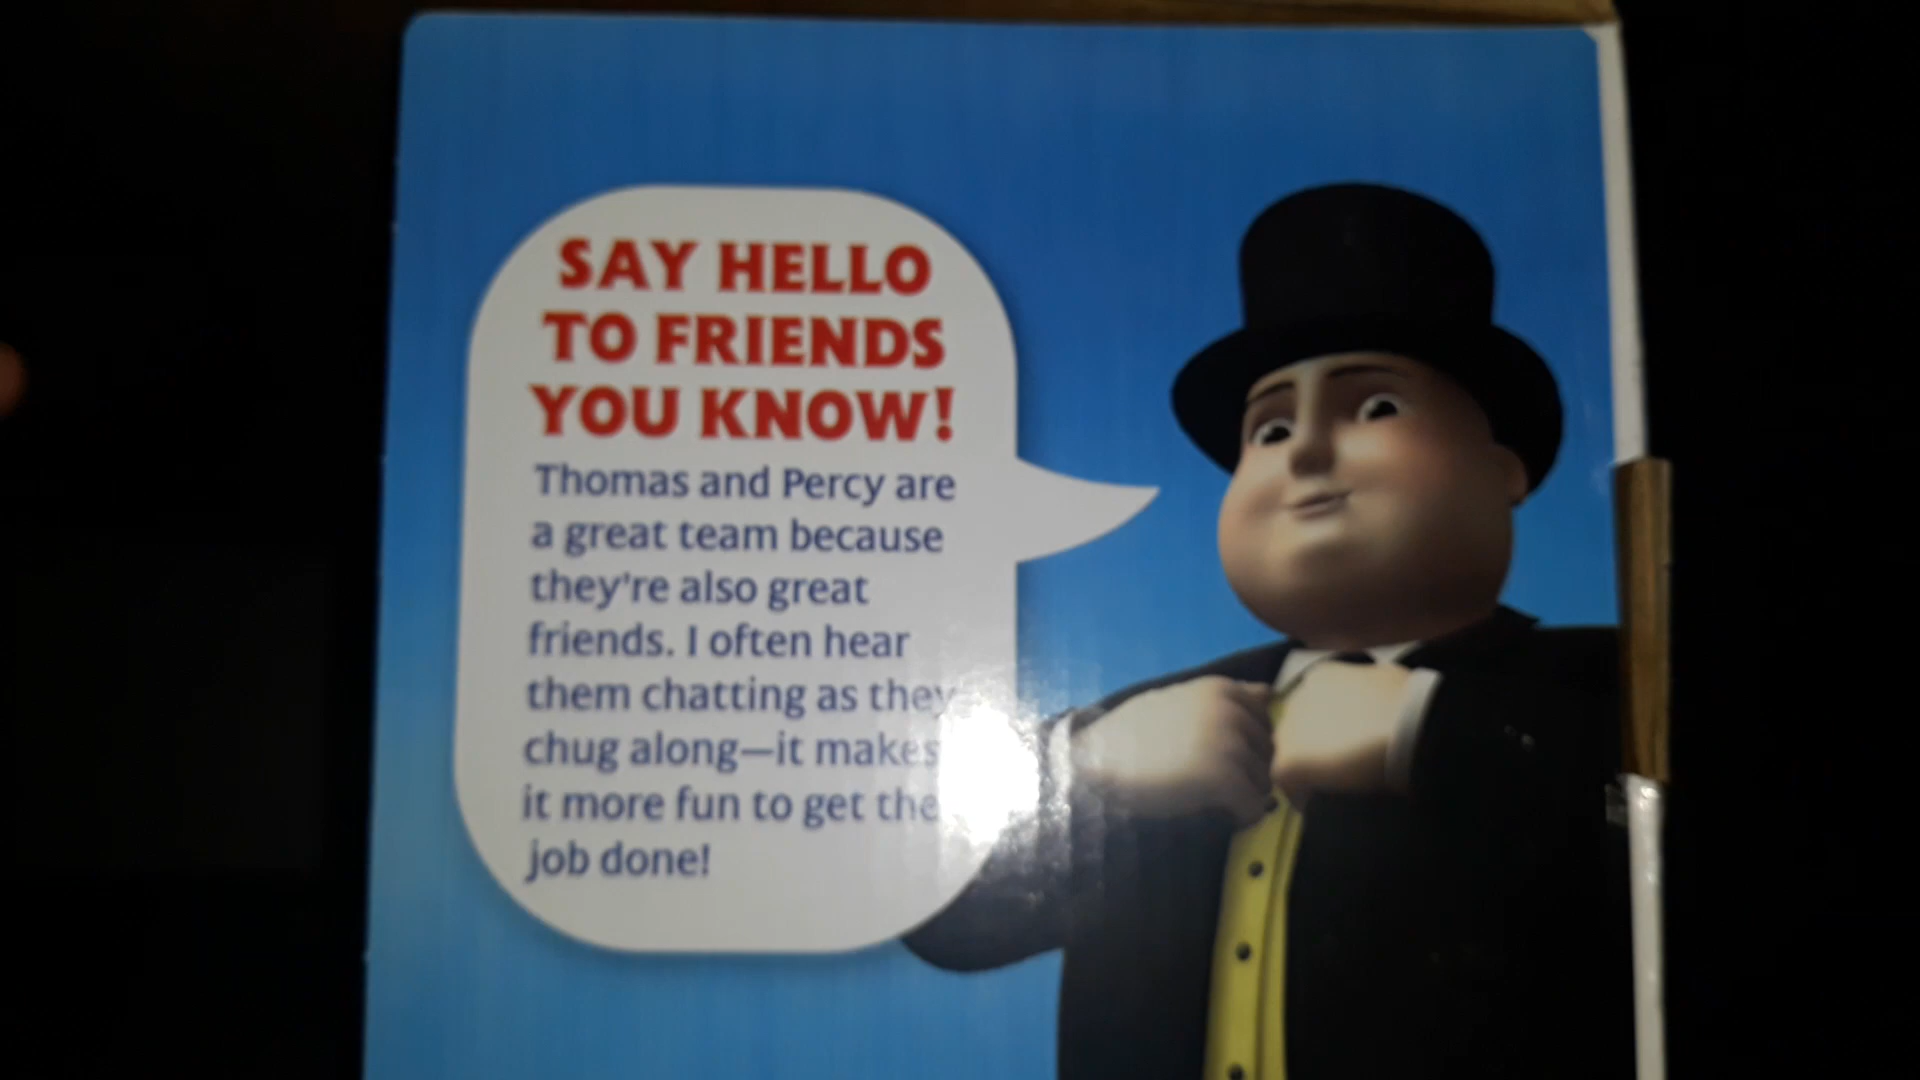 SAY HELLO
TO FRIENDS
YOU KNOW!
Thomas and Percy are
a great team because
they're also great
friends. I often hear
them chatting as they
chug along—it makes
it more fun to get the
job done!